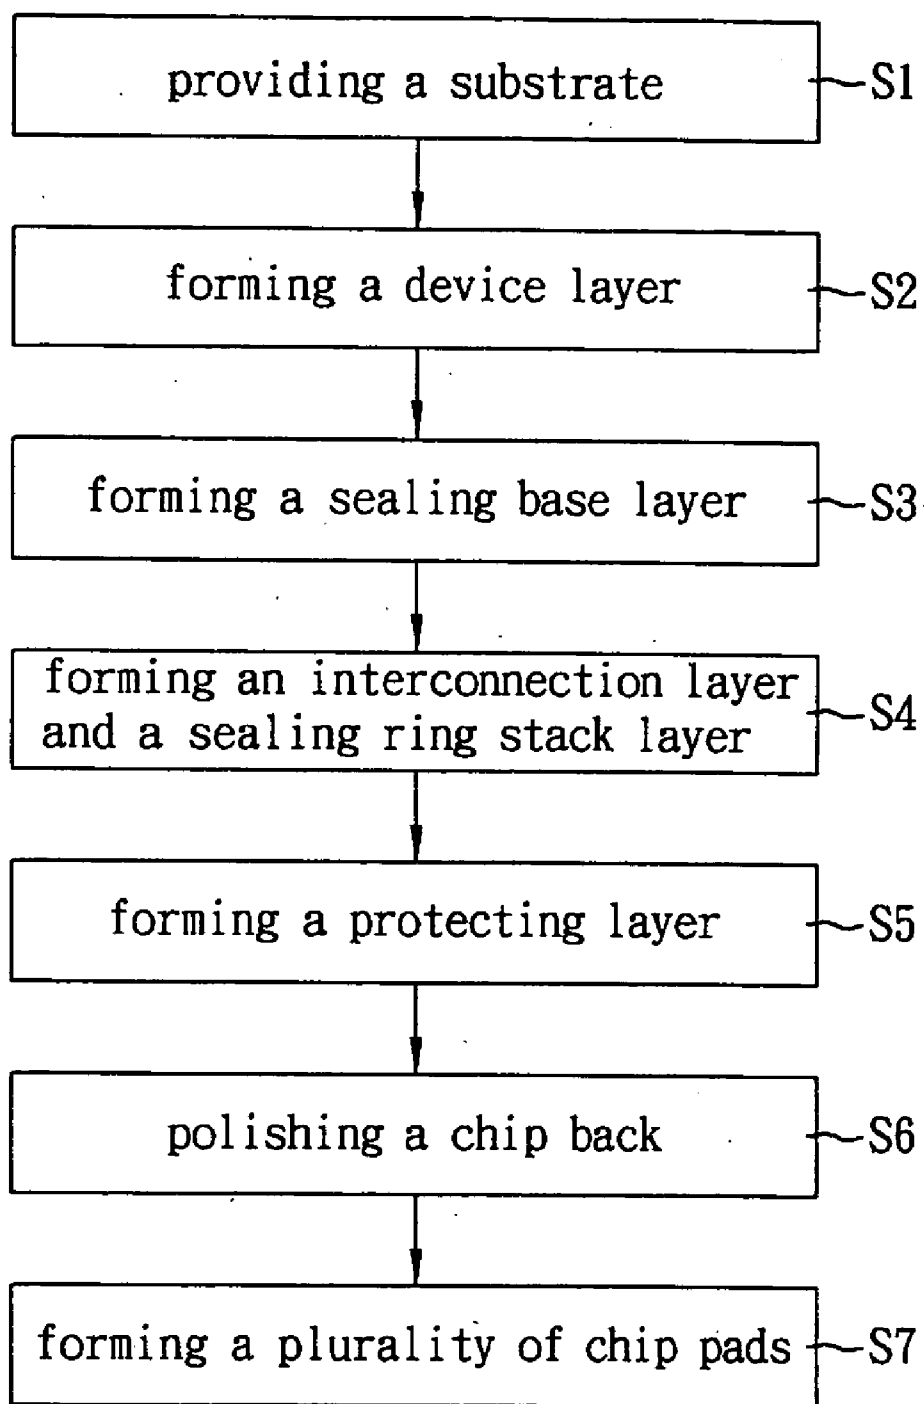 providing a substrate S1
forming a device layer S2
forming a sealing base layer S3
forming an interconnection layer
and a sealing ring stack layer S4
forming a protecting layer S5
polishing a chip back S6
forming a plurality of chip pads S7